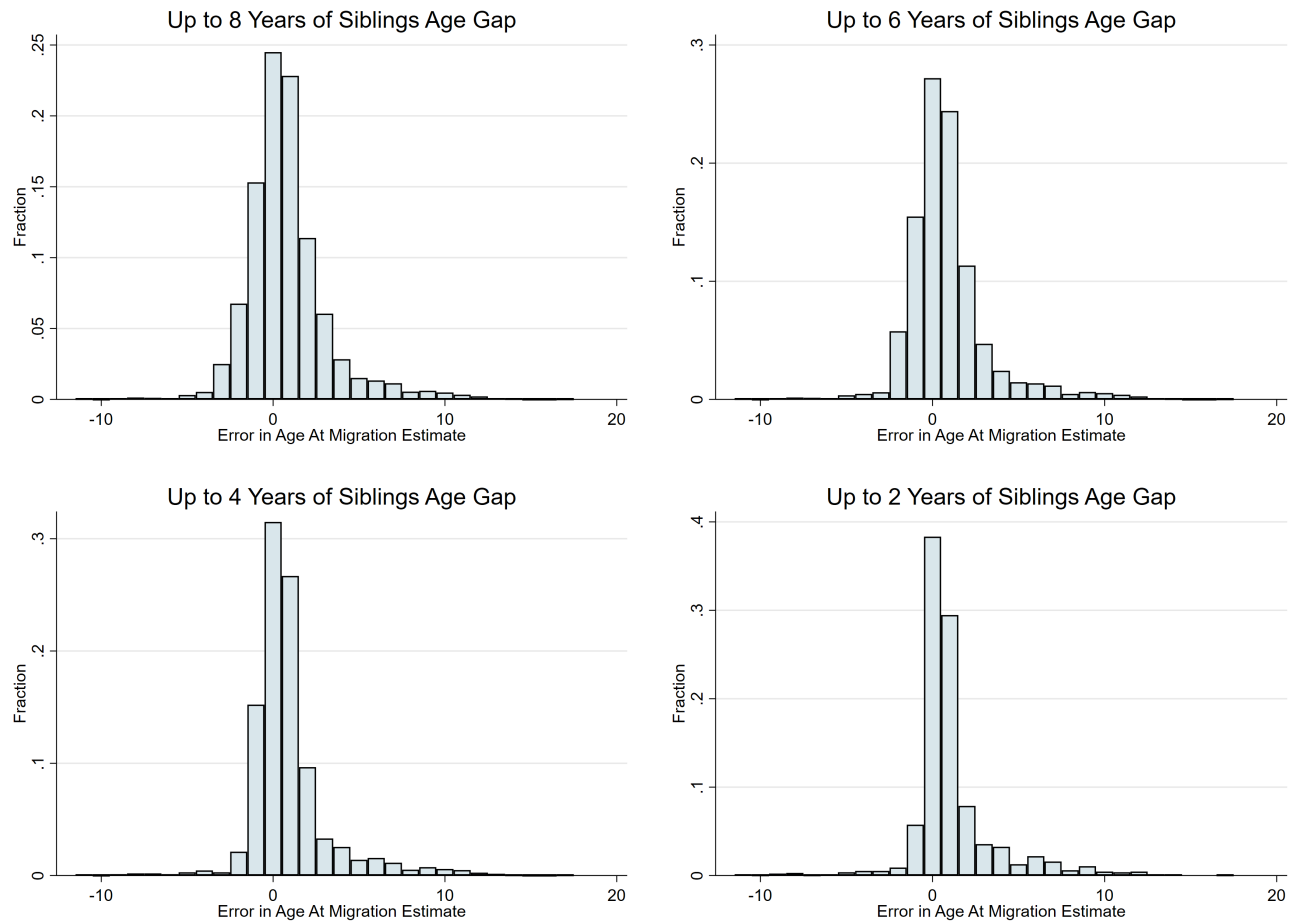 Up to 8 Years of Siblings Age Gap
Fraction
.25
.2
.15
.1
.05
0
-10 0 10 20
Error in Age At Migration Estimate
Up to 6 Years of Siblings Age Gap
Fraction
.3
.2
.1
0
-10 0 10 20
Error in Age At Migration Estimate
Up to 4 Years of Siblings Age Gap
Fraction
.3
.2
.1
0
-10 0 10 20
Error in Age At Migration Estimate
Up to 2 Years of Siblings Age Gap
Fraction
.4
.3
.2
.1
0
-10 0 10 20
Error in Age At Migration Estimate